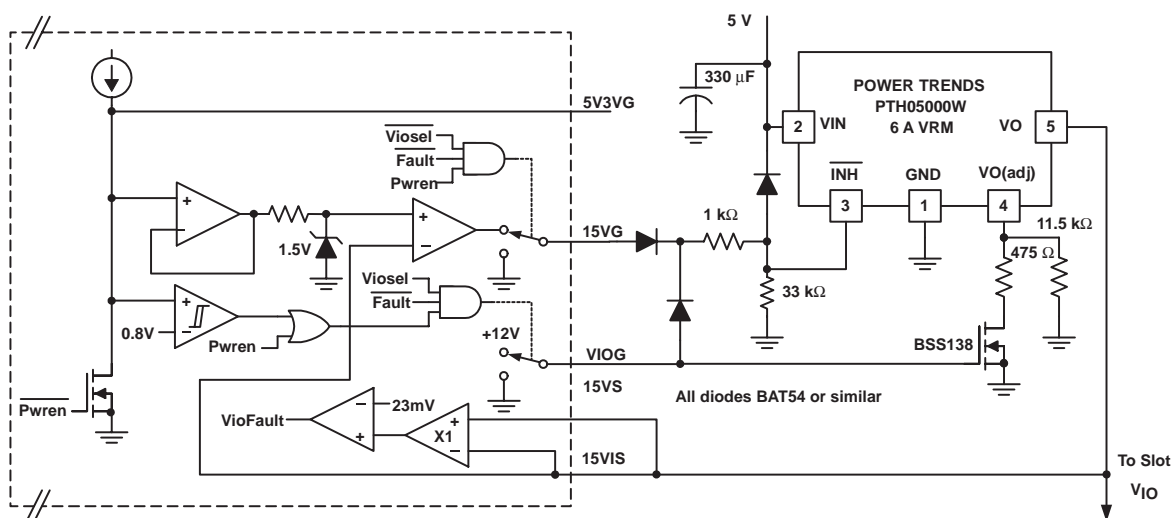 5 V
330 μF
POWER TRENDS
PTH05000W
6 A VRM
2
VIN
VO
5
INH
GND
VO(adj)
3
1
4
5V3VG
Viosel
Fault
Pwren
+
−
1.5V
+
−
15VG
1 kΩ
11.5 kΩ
475 Ω
33 kΩ
Viosel
Fault
+
−
0.8V
Pwren
+12V
VIOG
BSS138
15VS
All diodes BAT54 or similar
Pwren
VioFault
−
23mV
+
X1
+
−
15VIS
To Slot
VIO